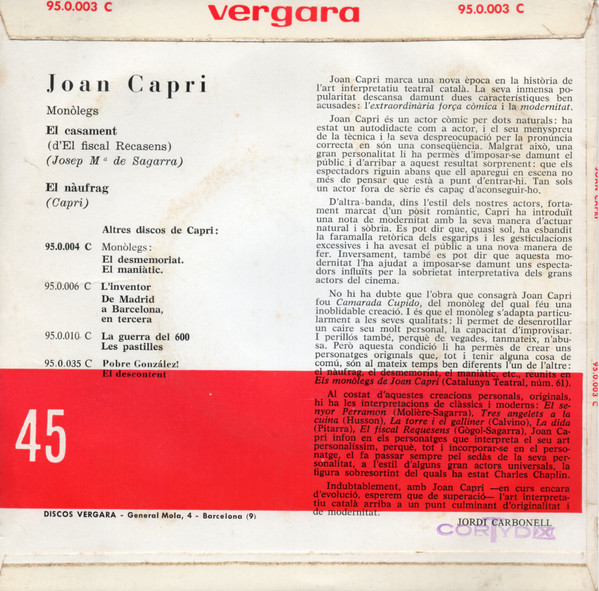 95.0.003 C
vergara
95.0.003 C
Joan Capri
Monòlegs
El casament
(d'El fiscal Recasens)
(Josep Mª de Sagarra)
El nàufrag
(Capri)
Altres discos de Capri:
95.0.004 C Monòlegs:
El desmemoriat.
El maniàtic.
95.0.006 C L'inventor
De Madrid
a Barcelona,
en tercera
95.0.010 C La guerra del 600
Les pastilles
95.0.035 C Pobre González!
El descontent
45
DISCOS VERGARA - General Mola, 4 - Barcelona (9)
Joan Capri marca una nova època en la història de
l'art interpretatiu teatral català. La seva inmensa po-
pularitat descansa damunt dues característiques ben
acusades: l'extraordinària força còmica i la modernitat.
Joan Capri és un actor còmic per dots naturals: ha
estat un autodidacte com a actor, i el seu menyspreu
de la tècnica i la seva despreocupació per la pronúncia
correcta en són una conseqüència. Malgrat això, una
gran personalitat li ha permès d'imposar-se damunt el
públic i d'arribar a aquest resultat sorprenent: que els
espectadors riguin abans que ell aparegui en escena no
més de pensar que està a punt d'entrar-hi. Tan sols
un actor fora de sèrie és capaç d'aconseguir-ho.
D'altra banda, dins l'estil dels nostres actors, fortament
marcat d'un pòsit romàntic, Capri ha introduït
una nota de modernitat amb la seva manera d'actuar
natural i sòbria. Es pot dir que, quasi sol, ha esbandit
la faramalla retòrica dels esgarips i les gesticulacions
excessives i ha avesat el públic a una nova manera de
fer. Inversament, també es pot dir que aquesta mo-
dernitat l'ha ajudat a imposar-se damunt uns especta-
dors influïts per la sobrietat interpretativa dels grans
actors del cinema.
No hi ha dubte que l'obra que consagrà Joan Capri
fou Camarada Cupido, del monòleg del qual féu una
inoblidable creació. I és que el monòleg s'adapta particu-
larment a les seves qualitats: li permet de desenrotllar
un caire seu molt personal, la capacitat d'improvisar.
I perillós també, perquè de vegades, tanmateix, n'abu-
sa. Però aquesta condició li ha permès de crear uns
personatges originals que, tot i tenir alguna cosa de
comú, són al mateix temps ben diferents l'un de l'altre:
el nàufrag, el desmemoriat, el maniàtic, etc., reunits en
Els monòlegs de Joan Capri (Catalunya Teatral, núm. 61).
Al costat d'aquestes creacions personals, originals,
hi ha les interpretacions de clàssics i moderns: El se-
nyor Perramon (Molière-Sagarra), Tres angelets a la
cuina (Husson), La torre i el galliner (Calvino), La dida
(Pitarra), El fiscal Requesens (Gògol-Sagarra), Joan Ca-
pri infon en els personatges que interpreta el seu art
personalíssim, perquè, tot i incorporar-se en el perso-
natge, el fa passar sempre pel sedàs de la seva per-
sonalitat, a l'estil d'alguns gran actors universals, la
figura sobresortint del quals ha estat Charles Chaplin.
Indubtablement, amb Joan Capri —en curs encara
d'evolució, esperem que de superació— l'art interpreta-
tiu català arriba a un punt culminant d'originalitat i
de modernitat.
JORDI CARBONELL
JOAN CAPRI
95.0.003 C